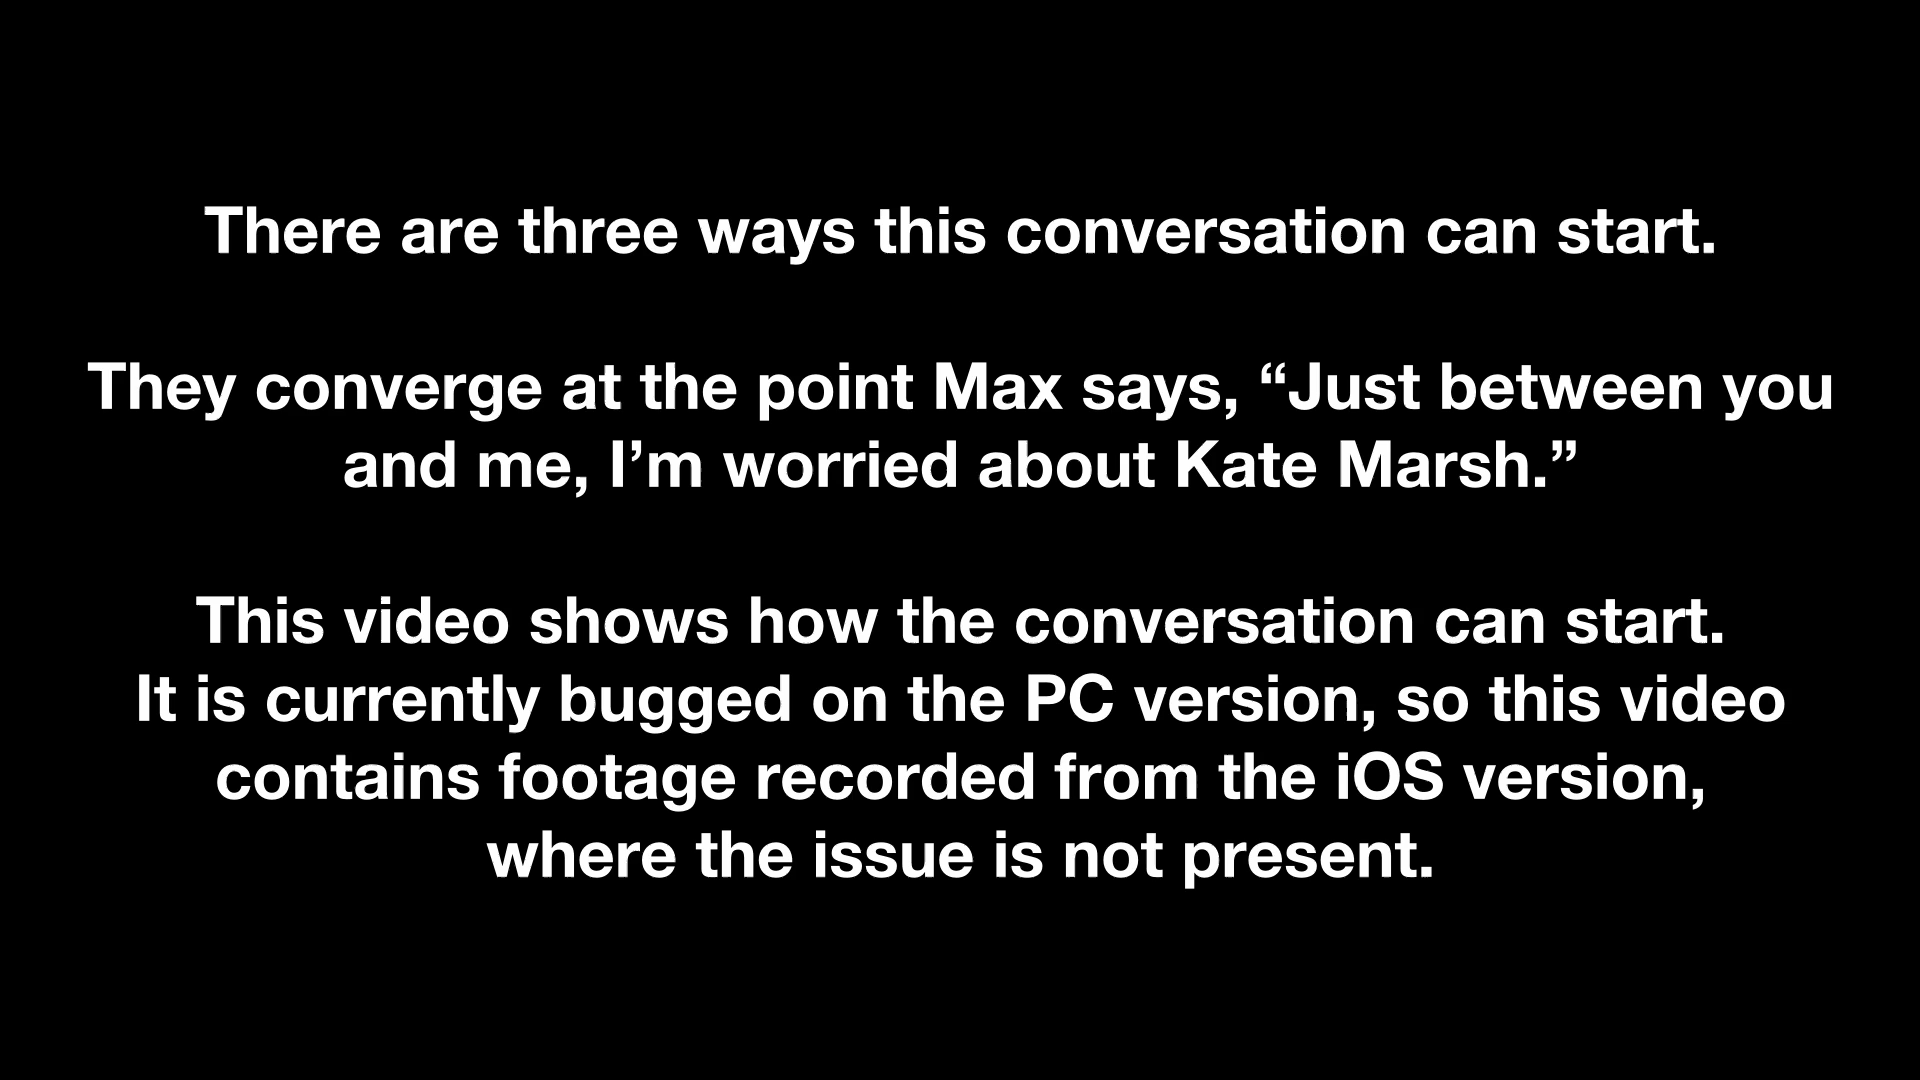 There are three ways this conversation can start.
They converge at the point Max says, “Just between you
and me, I’m worried about Kate Marsh.”
This video shows how the conversation can start.
It is currently bugged on the PC version, so this video
contains footage recorded from the iOS version,
where the issue is not present.